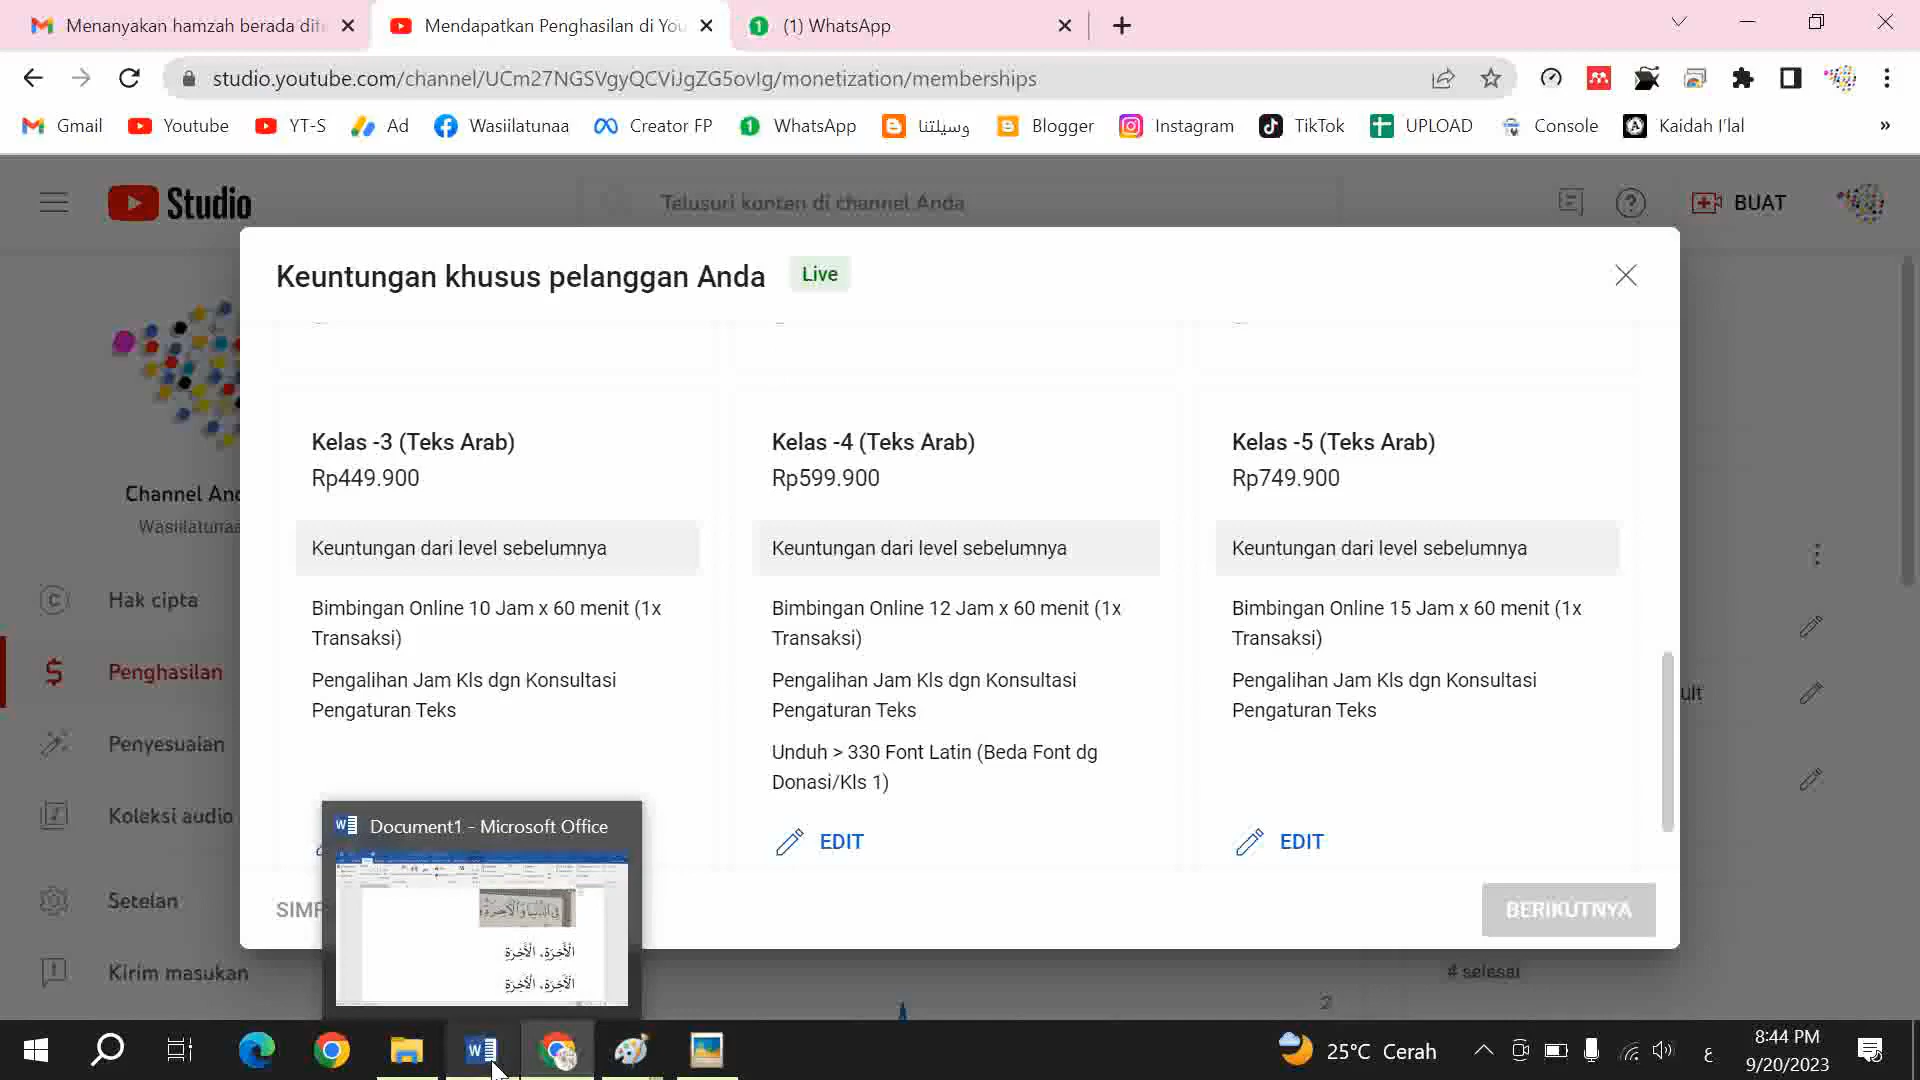 Menanyakan hamzah berada dit
Mendapatkan Penghasilan di You
(1) WhatsApp
studio.youtube.com/channel/UCm27NGSVgyQCViJgZG5ovIg/monetization/memberships
Gmail
Youtube
YT-S
Ad
Wasiilatunaa
Creator FP
WhatsApp
وسيلتنا
Blogger
Instagram
TikTok
UPLOAD
Console
Kaidah I'lal
»
Studio
Telusuri konten di channel Anda
BUAT
Keuntungan khusus pelanggan Anda
Live
Kelas -3 (Teks Arab)
Rp449.900
Keuntungan dari level sebelumnya
Bimbingan Online 10 Jam x 60 menit (1x
Transaksi)
Pengalihan Jam Kls dgn Konsultasi
Pengaturan Teks
Kelas -4 (Teks Arab)
Rp599.900
Keuntungan dari level sebelumnya
Bimbingan Online 12 Jam x 60 menit (1x
Transaksi)
Pengalihan Jam Kls dgn Konsultasi
Pengaturan Teks
Unduh > 330 Font Latin (Beda Font dg
Donasi/Kls 1)
EDIT
Kelas -5 (Teks Arab)
Rp749.900
Keuntungan dari level sebelumnya
Bimbingan Online 15 Jam x 60 menit (1x
Transaksi)
Pengalihan Jam Kls dgn Konsultasi
Pengaturan Teks
EDIT
Channel And
Wasiilatunaa
Hak cipta
Penghasilan
Penyesuaian
Koleksi audio
Setelan
Kirim masukan
ult
SIMP
BERIKUTNYA
# selesai
2
Document1 - Microsoft Office
25°C Cerah
ع
8:44 PM
9/20/2023